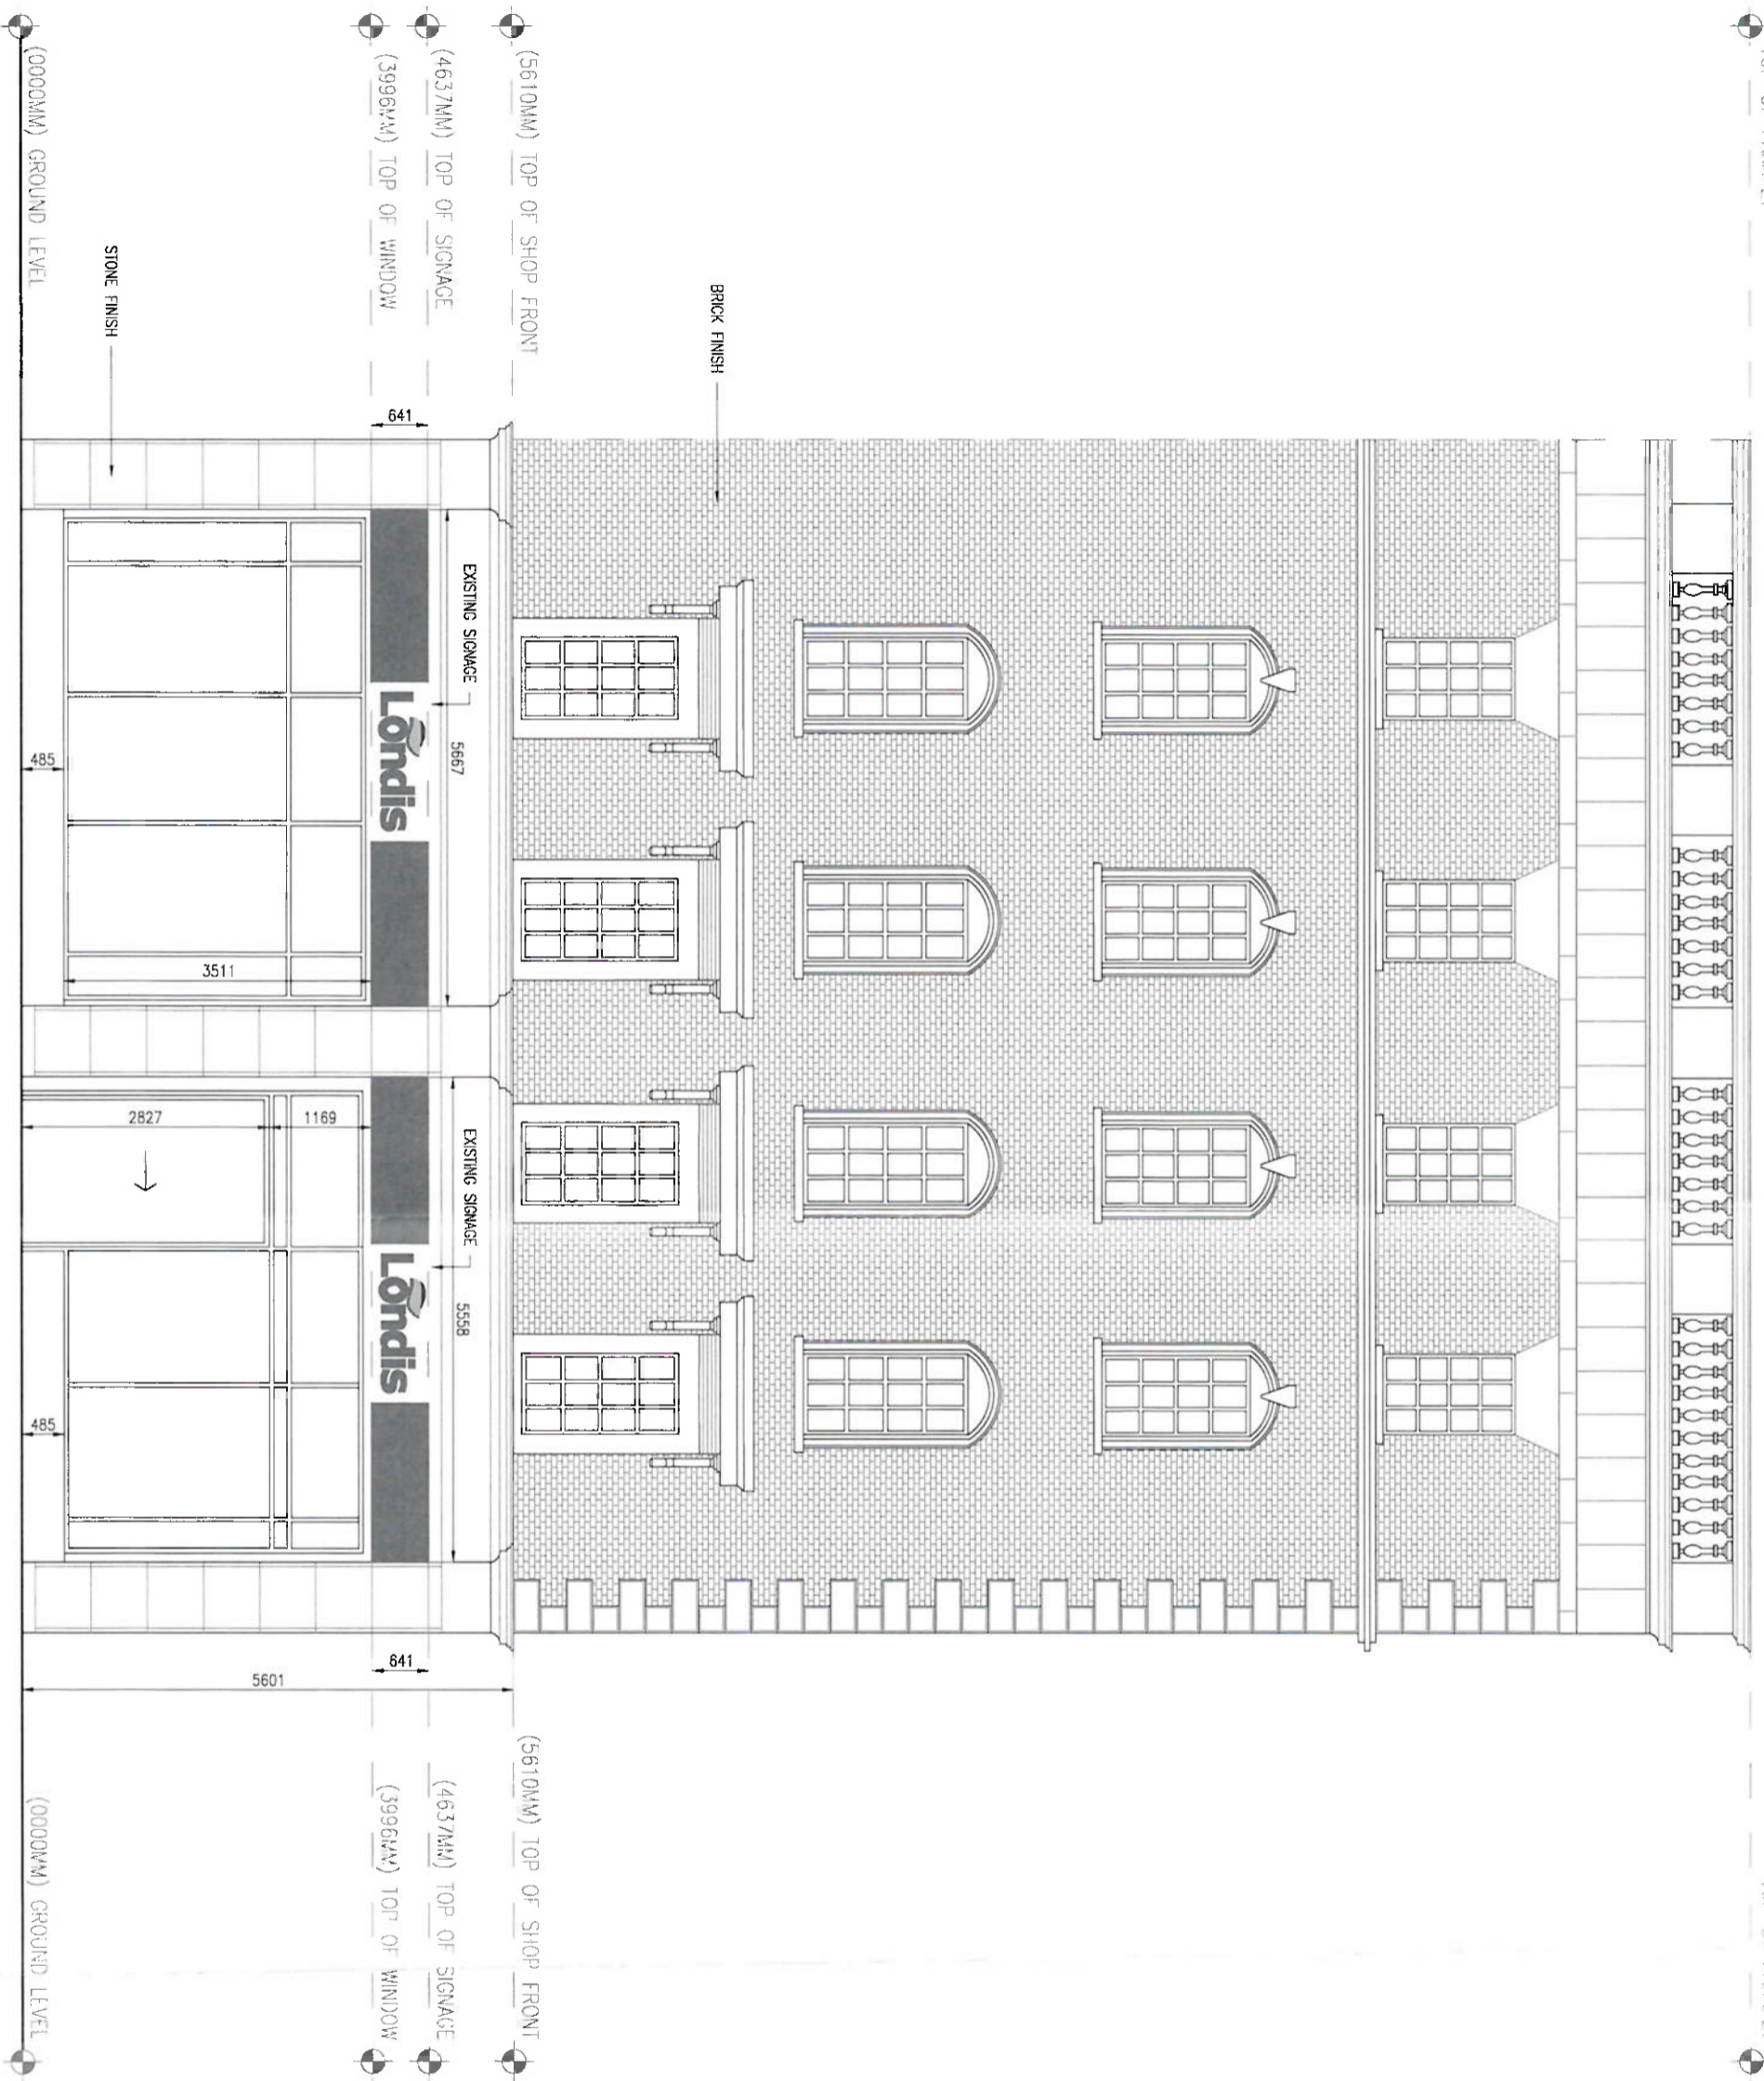 (5610MM) TOP OF SHOP FRONT
(4637MM) TOP OF SIGNAGE
(3996MM) TOP OF WINDOW
(0000MM) GROUND LEVEL
BRICK FINISH
STONE FINISH
641
EXISTING SIGNAGE
5667
Londis
485
3511
EXISTING SIGNAGE
5558
Londis
2827
1169
485
641
5601
(5610MM) TOP OF SHOP FRONT
(4637MM) TOP OF SIGNAGE
(3996MM) TOP OF WINDOW
(0000MM) GROUND LEVEL